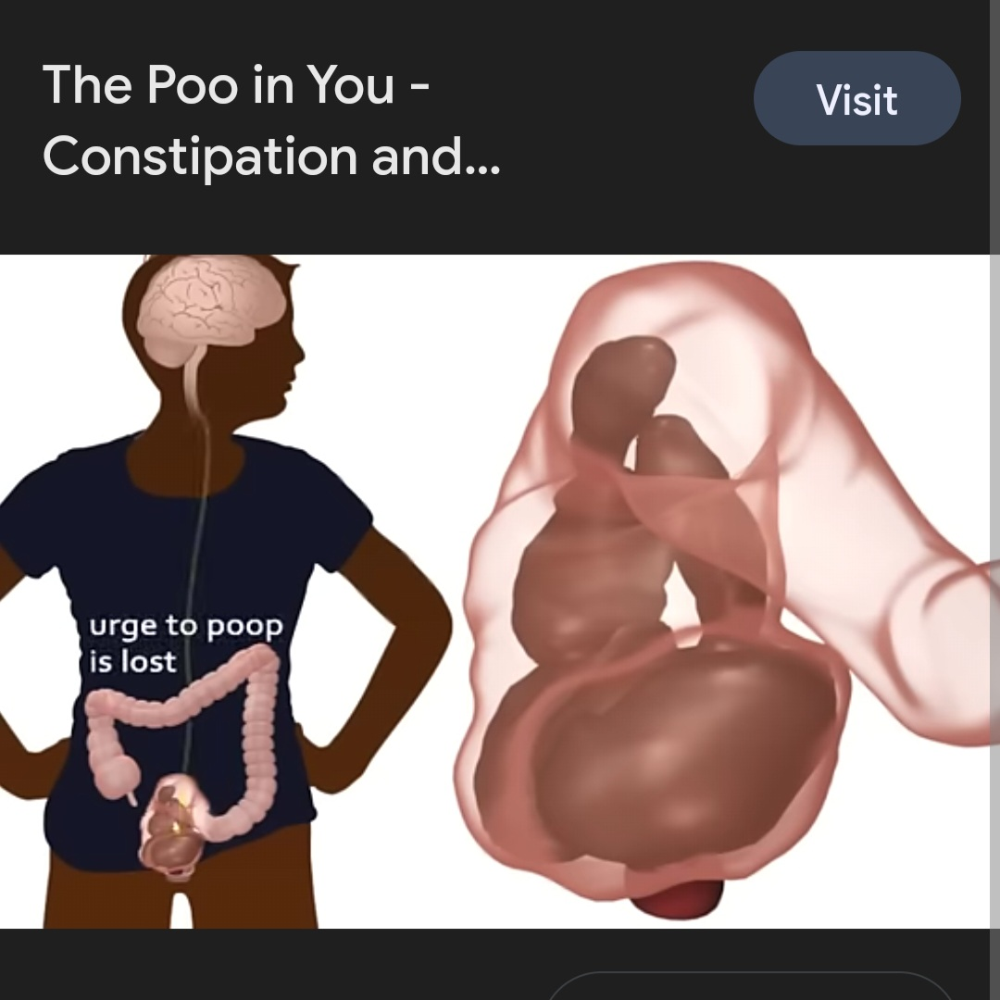 The Poo in You -
Constipation and...
Visit
urge to poop
is lost